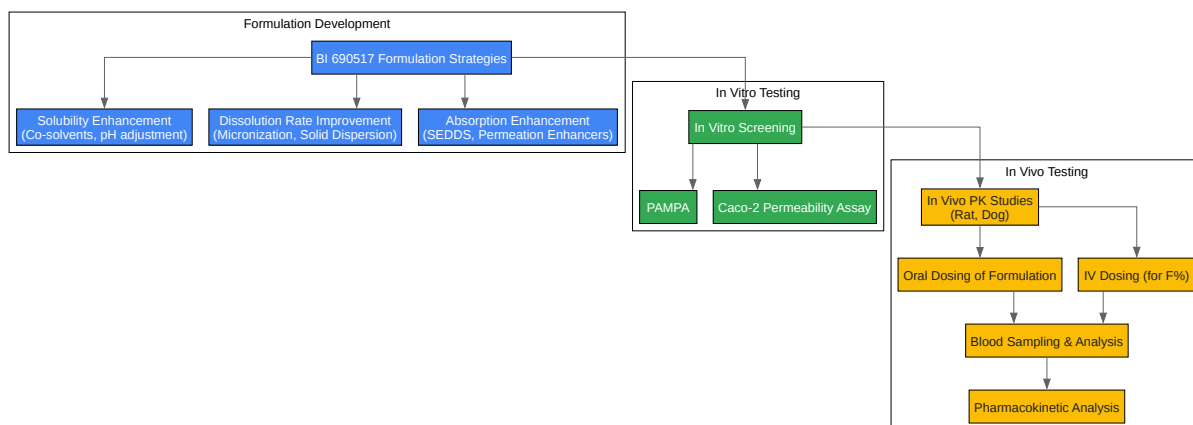 Formulation Development
BI 690517 Formulation Strategies
Solubility Enhancement
(Co-solvents, pH adjustment)
Dissolution Rate Improvement
(Micronization, Solid Dispersion)
Absorption Enhancement
(SEDDS, Permeation Enhancers)
In Vitro Testing
In Vitro Screening
PAMPA
Caco-2 Permeability Assay
In Vivo Testing
In Vivo PK Studies
(Rat, Dog)
Oral Dosing of Formulation
IV Dosing (for F%)
Blood Sampling & Analysis
Pharmacokinetic Analysis